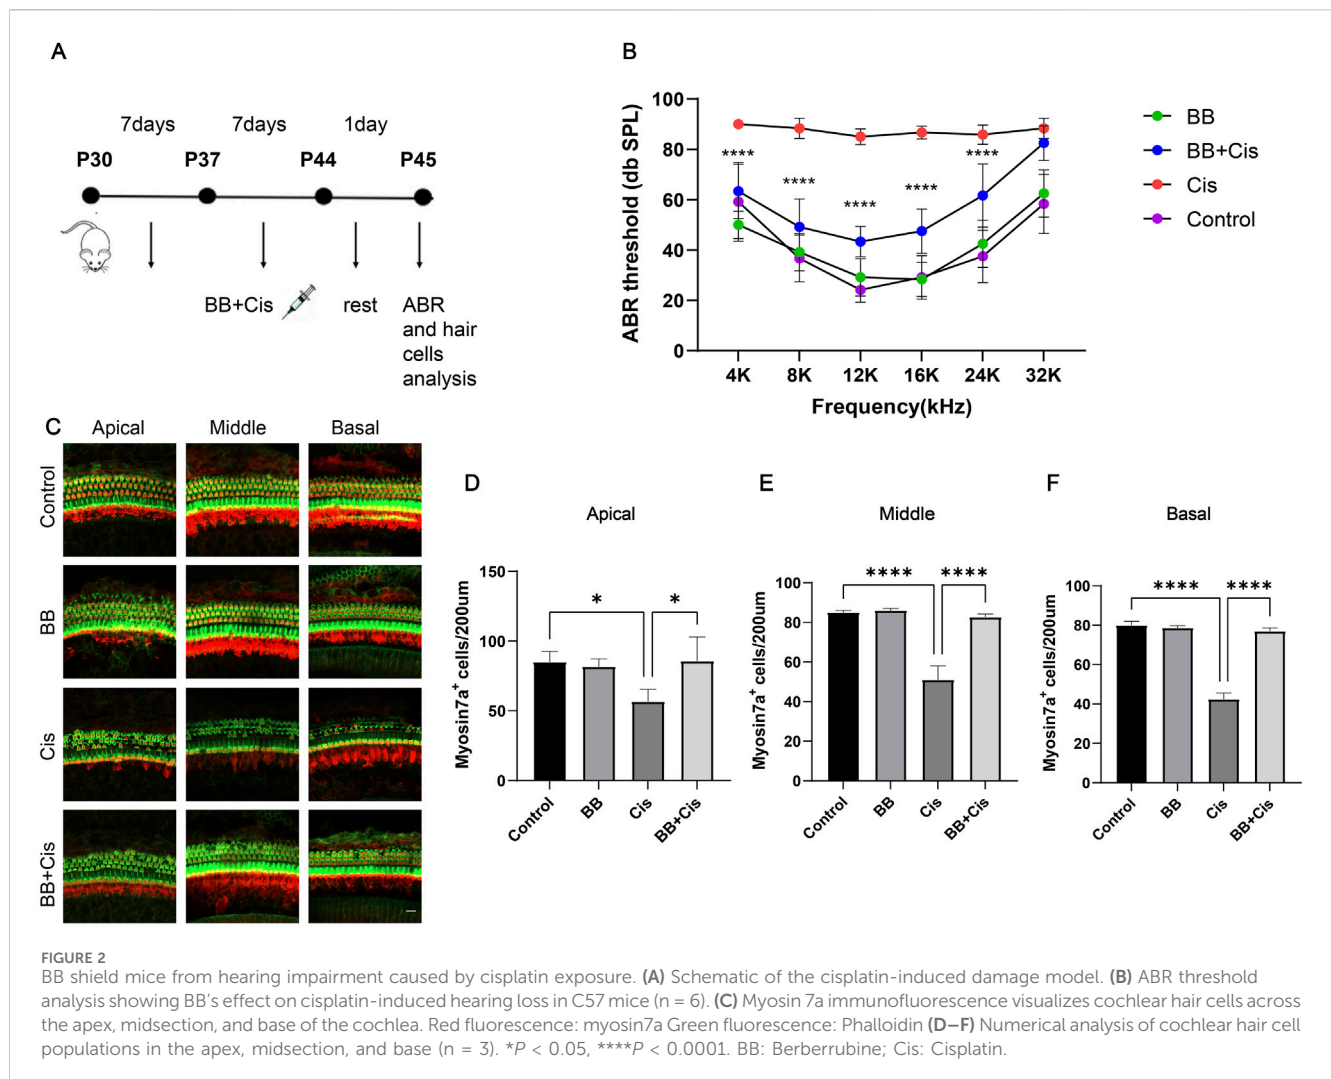 A
7days 7days 1day
P30 P37 P44 P45
BB+Cis rest ABR
and hair
cells
analysis
B
ABR threshold (db SPL)
100
80
60
40
20
0
**** **** **** **** ****
4K 8K 12K 16K 24K 32K
Frequency(kHz)
BB
BB+Cis
Cis
Control
C
Apical Middle Basal
Control
BB
Cis
BB+Cis
D
Apical
Myosin7a+ cells/200um
150
100
50
0
* *
Control BB Cis BB+Cis
E
Middle
Myosin7a+ cells/200um
100
80
60
40
20
0
**** ****
Control BB Cis BB+Cis
F
Basal
Myosin7a+ cells/200um
100
80
60
40
20
0
**** ****
Control BB Cis BB+Cis
FIGURE 2
BB shield mice from hearing impairment caused by cisplatin exposure. (A) Schematic of the cisplatin-induced damage model. (B) ABR threshold
analysis showing BB's effect on cisplatin-induced hearing loss in C57 mice (n = 6). (C) Myosin 7a immunofluorescence visualizes cochlear hair cells across
the apex, midsection, and base of the cochlea. Red fluorescence: myosin7a Green fluorescence: Phalloidin (D–F) Numerical analysis of cochlear hair cell
populations in the apex, midsection, and base (n = 3). *P < 0.05, ****P < 0.0001. BB: Berberrubine; Cis: Cisplatin.